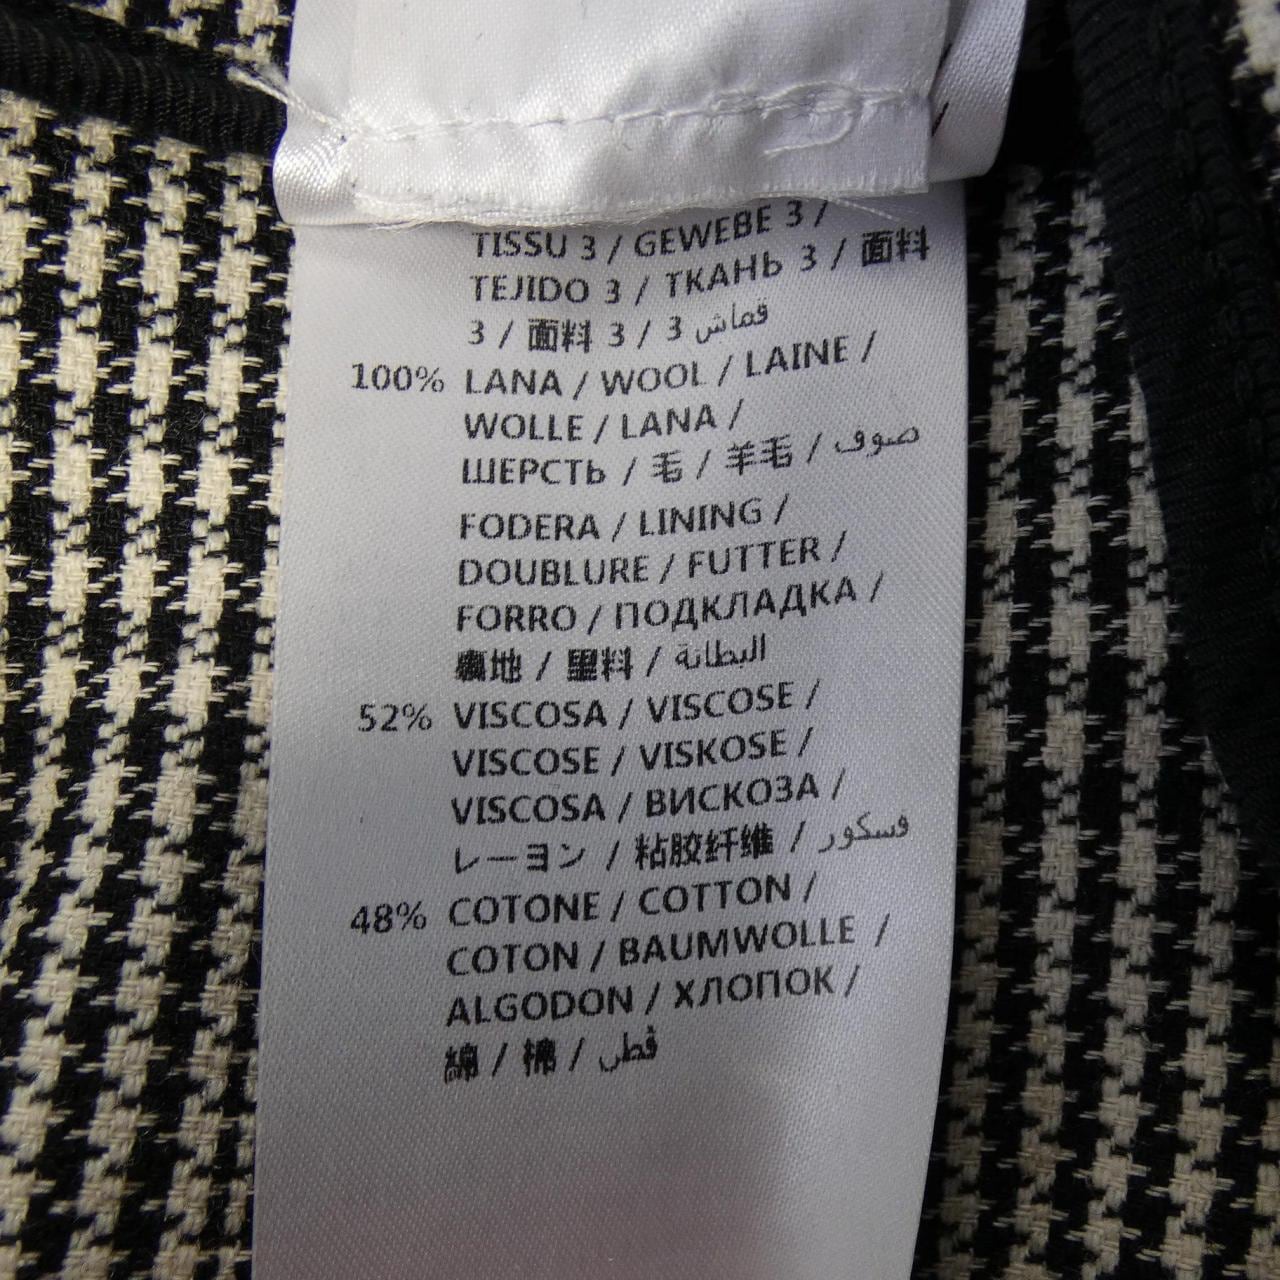 TISSU 3 / GEWEBE 3 /
TEJIDO 3 / ТКАНЬ 3 / 面料
3 / 面料 3 / 3 قماش
100% LANA / WOOL / LAINE /
WOLLE / LANA /
ШЕРСТЬ / 毛 / 羊毛 / صوف
FODERA / LINING /
DOUBLURE / FUTTER /
FORRO / ПОДКЛАДКА /
裏地 / 里料 / البطانة
52% VISCOSA / VISCOSE /
VISCOSE / VISKOSE /
VISCOSA / ВИСКОЗА /
レーヨン / 粘胶纤维 / فسكور
48% COTONE / COTTON /
COTON / BAUMWOLLE /
ALGODON / ХЛОПОК /
綿 / 棉 / قطن